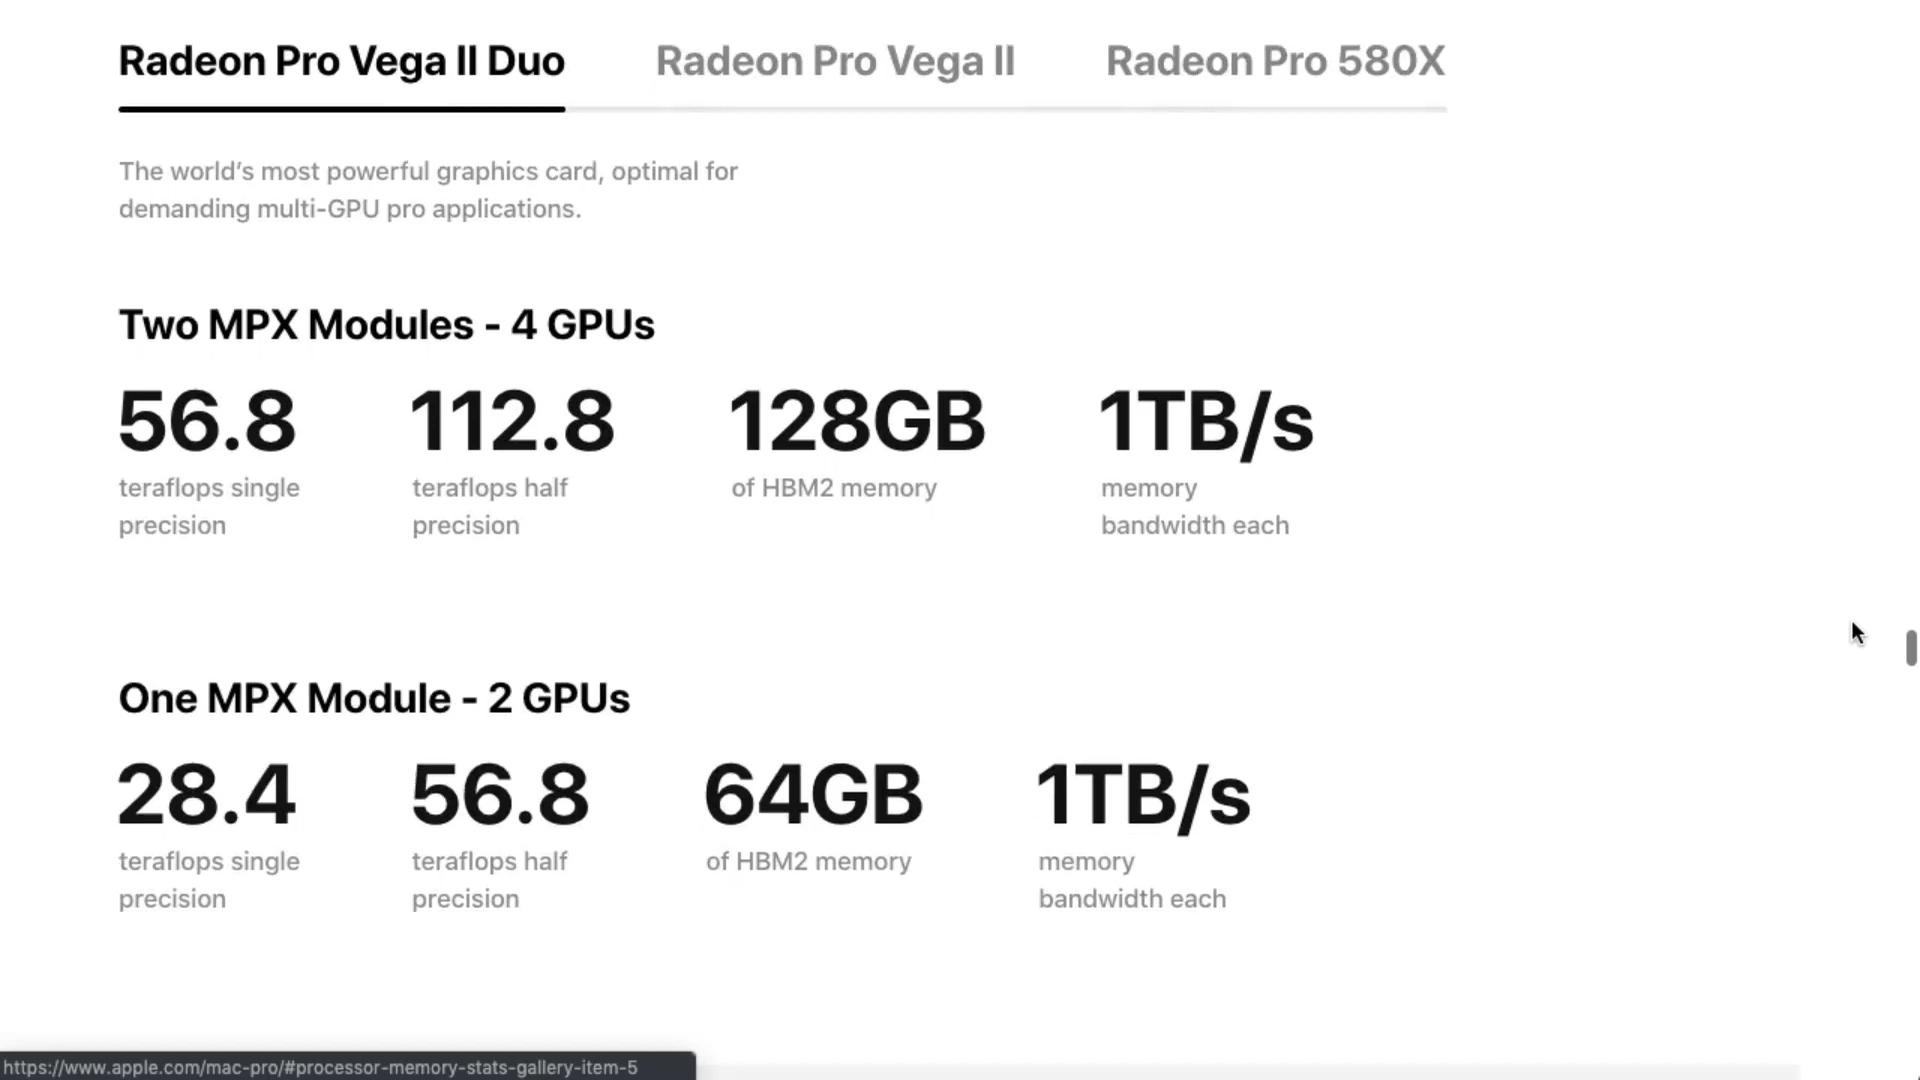 Radeon Pro Vega II Duo Radeon Pro Vega II Radeon Pro 580X
The world’s most powerful graphics card, optimal for
demanding multi-GPU pro applications.
Two MPX Modules - 4 GPUs
56.8 112.8 128GB 1TB/s
teraflops single teraflops half of HBM2 memory memory
precision precision bandwidth each
One MPX Module - 2 GPUs
28.4 56.8 64GB 1TB/s
teraflops single teraflops half of HBM2 memory memory
precision precision bandwidth each
https://www.apple.com/mac-pro/#processor-memory-stats-gallery-item-5